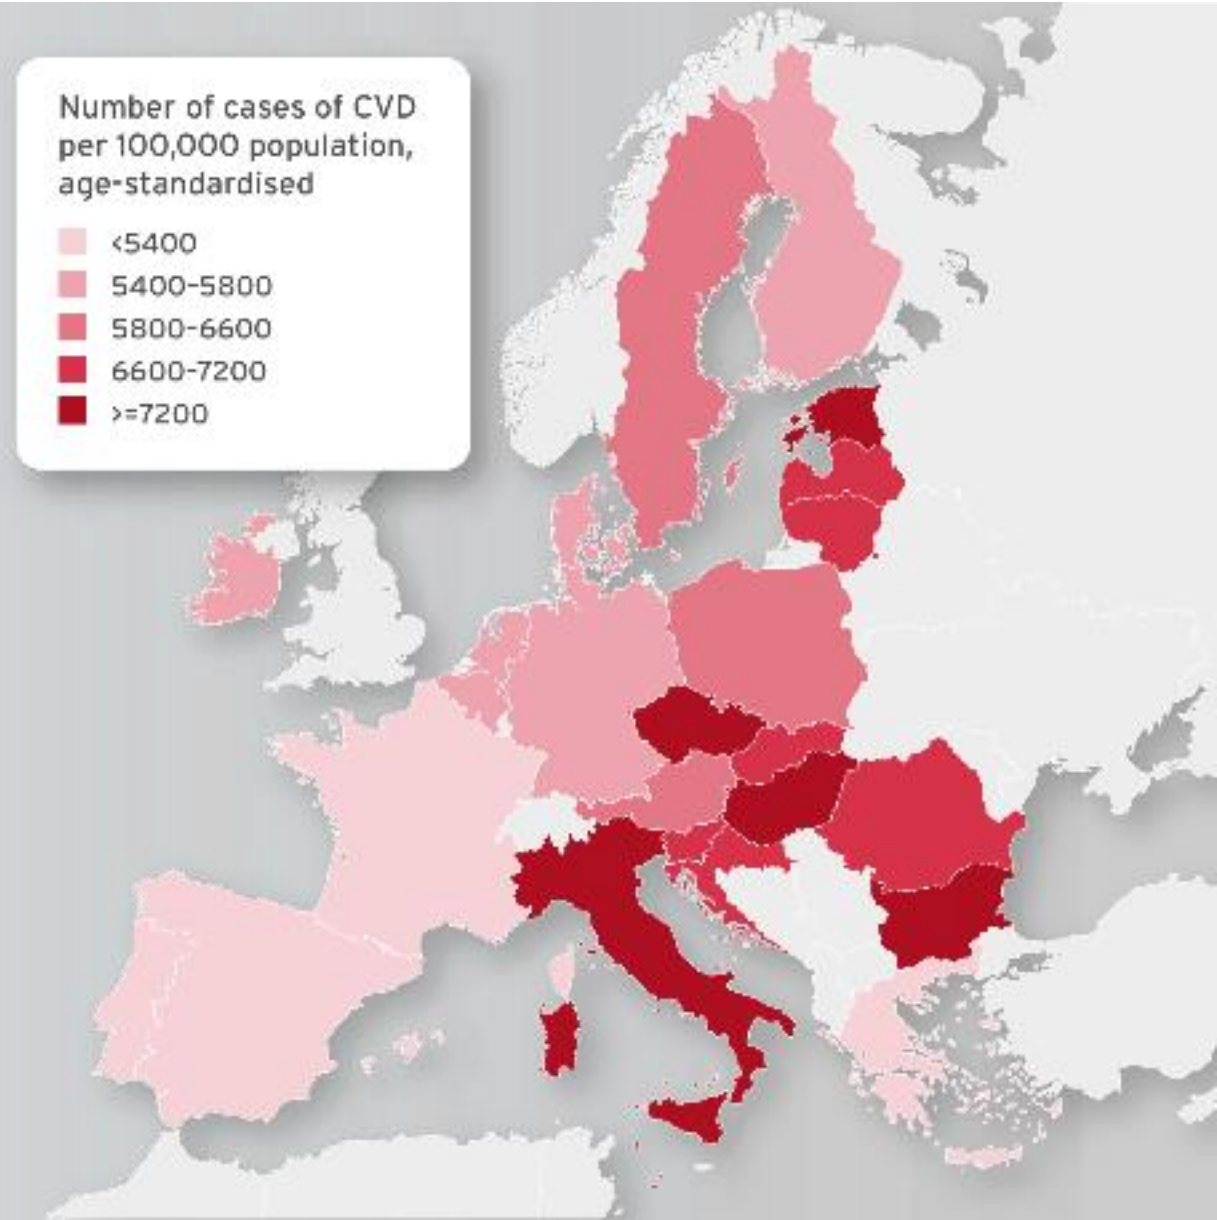 Number of cases of CVD
per 100,000 population,
age-standardised
<5400
5400-5800
5800-6600
6600-7200
>=7200